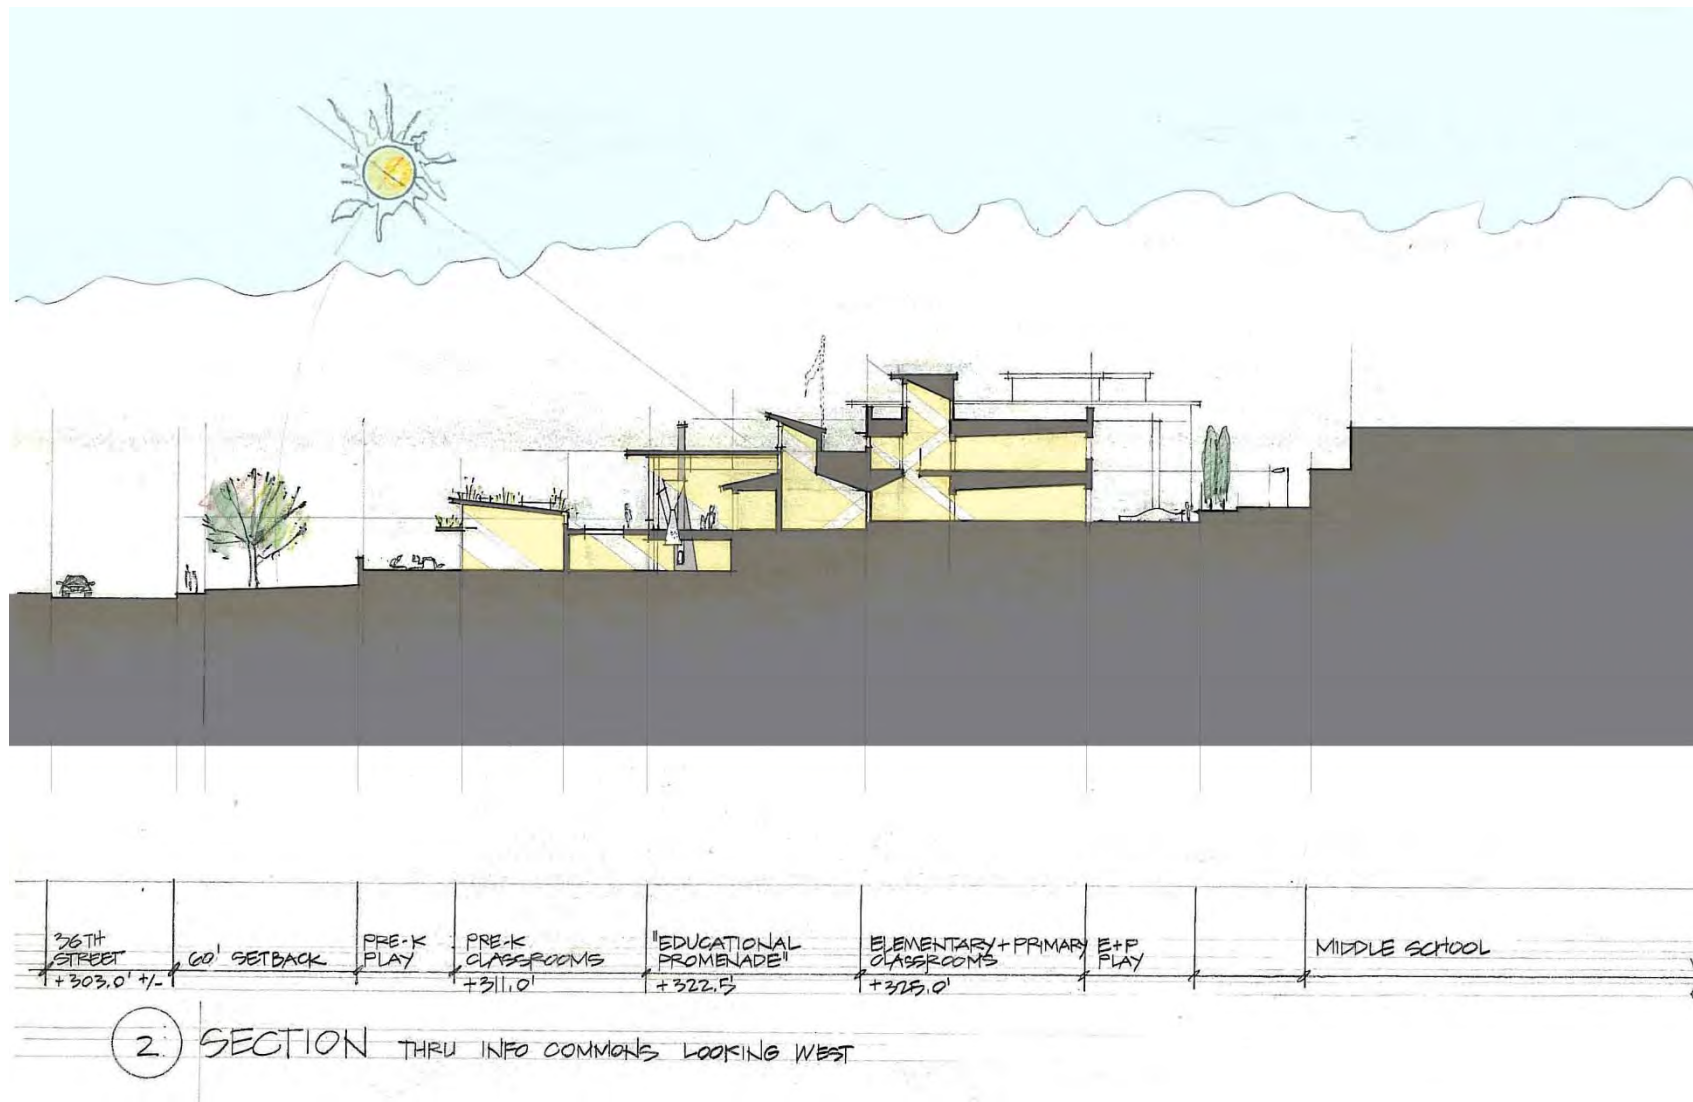 36TH
STREET
+303.0' +/-
60' SETBACK
PRE-K
PLAY
PRE-K
CLASSROOMS
+311.0'
"EDUCATIONAL
PROMENADE"
+322.5'
ELEMENTARY + PRIMARY
CLASSROOMS
+325.0'
E+P
PLAY
MIDDLE SCHOOL
2. SECTION THRU INFO COMMONS LOOKING WEST